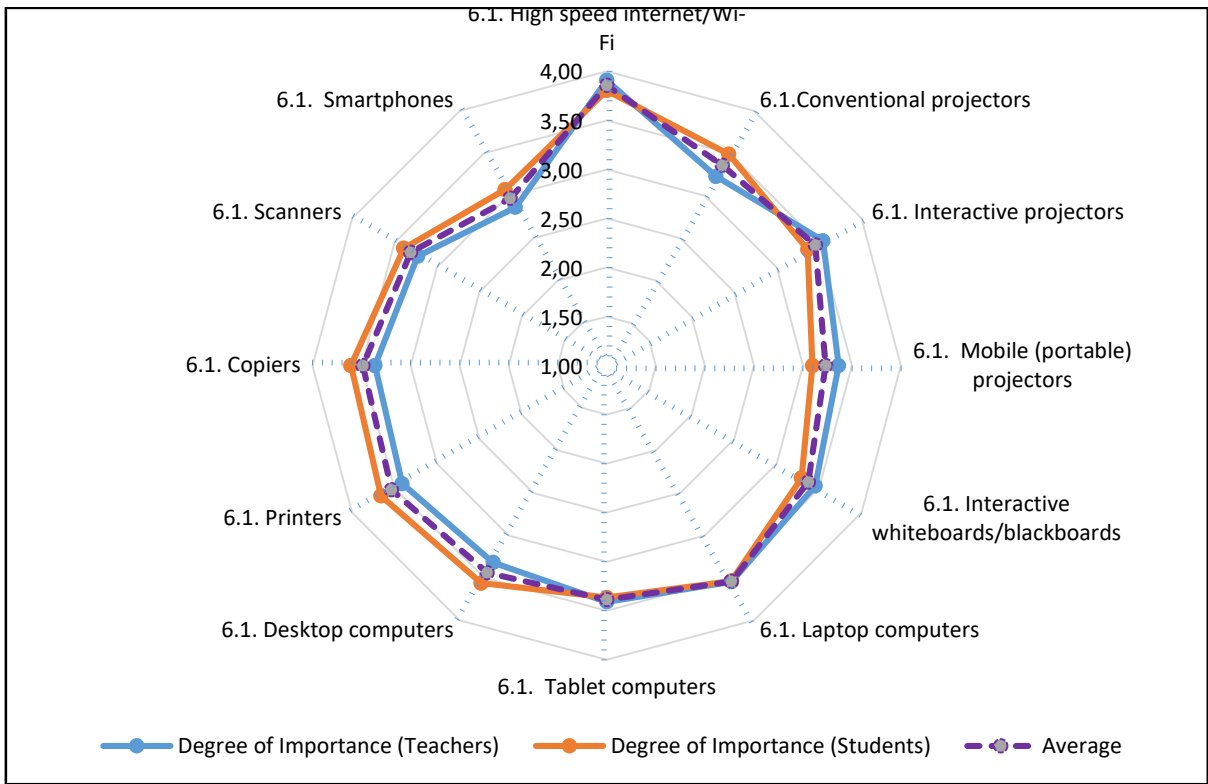 6.1. High speed internet/Wi-
Fi
6.1. Smartphones
6.1.Conventional projectors
6.1. Scanners
6.1. Interactive projectors
6.1. Copiers
6.1. Mobile (portable)
projectors
6.1. Printers
6.1. Interactive
whiteboards/blackboards
6.1. Desktop computers
6.1. Laptop computers
6.1. Tablet computers
4,00
3,50
3,00
2,50
2,00
1,50
1,00
Degree of Importance (Teachers)
Degree of Importance (Students)
Average